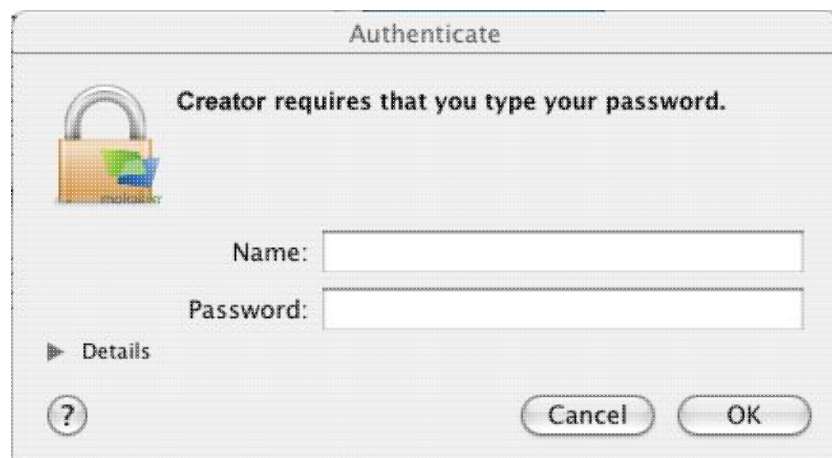 Authenticate
Creator requires that you type your password.
Name:
Password:
Details
?
Cancel
OK